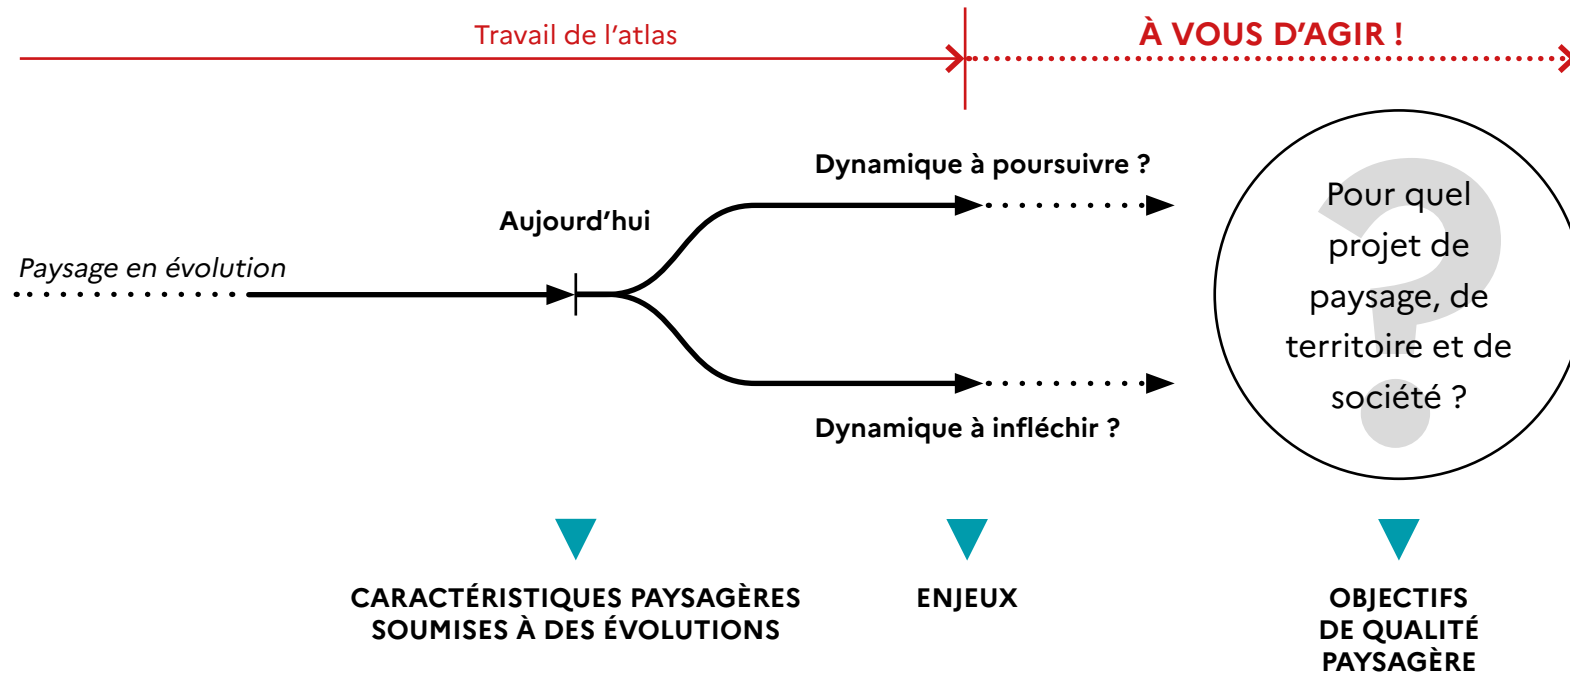 Travail de l’atlas
À VOUS D’AGIR !
Dynamique à poursuivre ?
Aujourd’hui
Paysage en évolution
Dynamique à infléchir ?
Pour quel
projet de
paysage, de
territoire et de
société ?
CARACTÉRISTIQUES PAYSAGÈRES
SOUMISES À DES ÉVOLUTIONS
ENJEUX
OBJECTIFS
DE QUALITÉ
PAYSAGÈRE